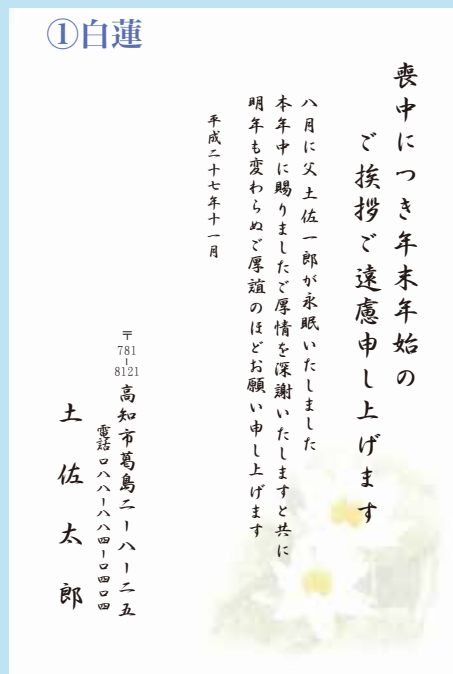 ①白蓮
喪中につき年末年始の
ご挨拶ご遠慮申し上げます
八月に父 土佐一郎が永眠いたしました
本年中に賜りましたご厚情を深謝いたしますと共に
明年も変わらぬご厚誼のほどお願い申し上げます
平成二十七年十一月
〒781-8121 高知市葛島二ー八ー二五
電話 〇八八ー八八四ー〇四〇四
土佐太郎